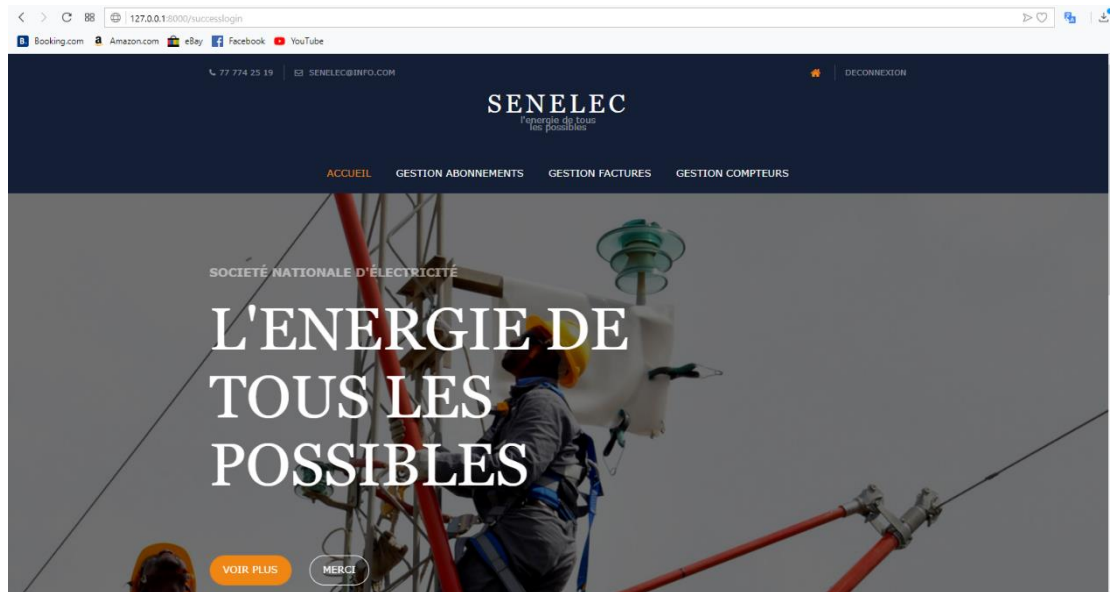 127.0.0.1:8000/successlogin
Booking.com Amazon.com eBay Facebook YouTube
77 774 25 19 SENELEC@INFO.COM DECONNEXION
SENELEC
l'energie de tous
les possibles
ACCUEIL GESTION ABONNEMENTS GESTION FACTURES GESTION COMPTEURS
SOCIETÉ NATIONALE D'ÉLECTRICITÉ
L'ENERGIE DE
TOUS LES
POSSIBLES
VOIR PLUS MERCI